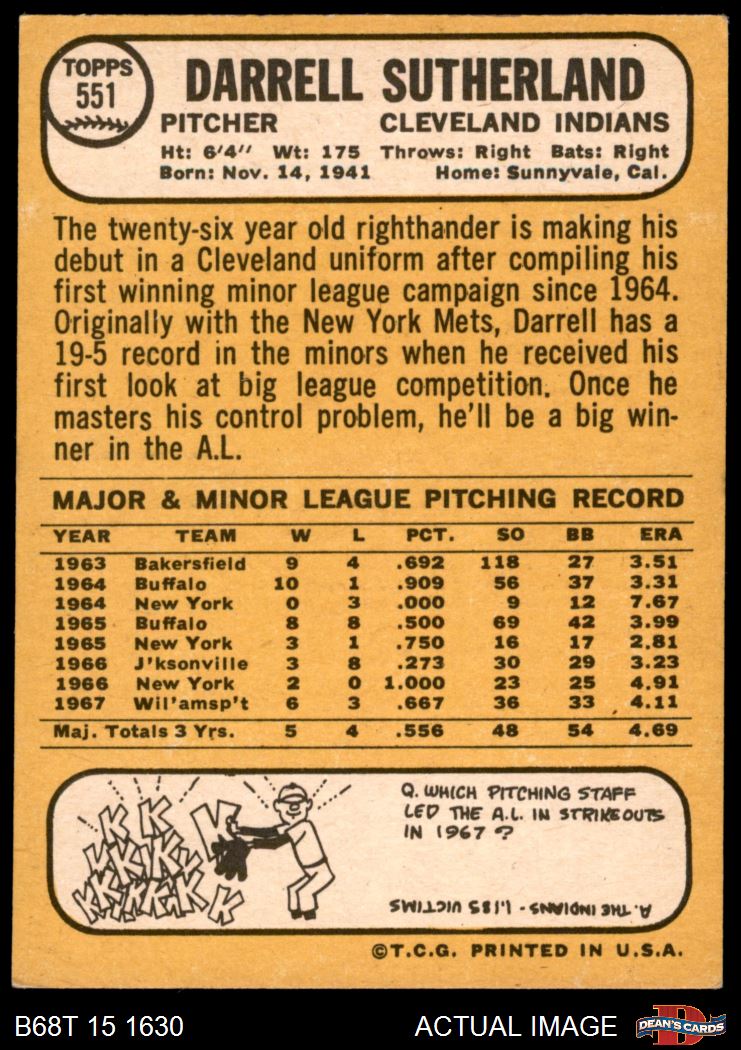 TOPPS
551
DARRELL SUTHERLAND
PITCHER CLEVELAND INDIANS
Ht: 6'4" Wt: 175 Throws: Right Bats: Right
Born: Nov. 14, 1941 Home: Sunnyvale, Cal.
The twenty-six year old righthander is making his
debut in a Cleveland uniform after compiling his
first winning minor league campaign since 1964.
Originally with the New York Mets, Darrell has a
19-5 record in the minors when he received his
first look at big league competition. Once he
masters his control problem, he'll be a big win-
ner in the A.L.
MAJOR & MINOR LEAGUE PITCHING RECORD
YEAR TEAM W L PCT. SO BB ERA
1963 Bakersfield 9 4 .692 118 27 3.51
1964 Buffalo 10 1 .909 56 37 3.31
1964 New York 0 3 .000 9 12 7.67
1965 Buffalo 8 8 .500 69 42 3.99
1965 New York 3 1 .750 16 17 2.81
1966 J'ksonville 3 8 .273 30 29 3.23
1966 New York 2 0 1.000 23 25 4.91
1967 Wil'amsp't 6 3 .667 36 33 4.11
Maj. Totals 3 Yrs. 5 4 .556 48 54 4.69
K K K K K K K K K K K K K K K
Q. WHICH PITCHING STAFF
LED THE A.L. IN STRIKEOUTS
IN 1967 ?
A. THE INDIANS - 1,185 VICTIMS
©T.C.G. PRINTED IN U.S.A.
B68T 15 1630 ACTUAL IMAGE
D
DEAN'S CARDS